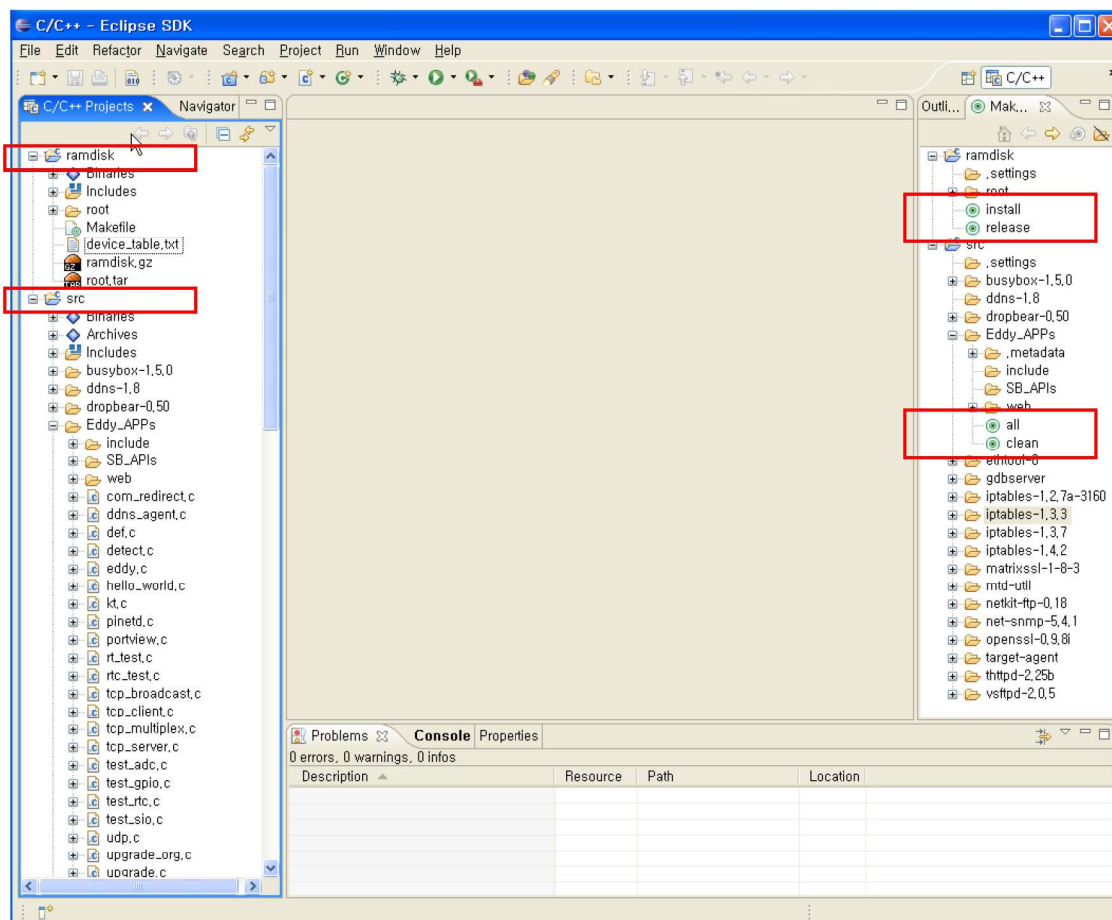 C/C++ - Eclipse SDK
File Edit Refactor Navigate Search Project Run Window Help
C/C++
C/C++ Projects Navigator
ramdisk
Binaries
Includes
root
Makefile
device_table.txt
ramdisk.gz
root.tar
src
Binaries
Archives
Includes
busybox-1.5.0
ddns-1.8
dropbear-0.50
Eddy_APPs
include
SB_APIs
web
com_redirect.c
ddns_agent.c
def.c
detect.c
eddy.c
hello_world.c
kt.c
pinetd.c
portview.c
rt_test.c
rtc_test.c
tcp_broadcast.c
tcp_client.c
tcp_multiplex.c
tcp_server.c
test_adc.c
test_gpio.c
test_rtc.c
test_sio.c
udp.c
upgrade_org.c
upgrade.c
Outli... Mak...
ramdisk
.settings
root
install
release
src
.settings
busybox-1.5.0
ddns-1.8
dropbear-0.50
Eddy_APPs
.metadata
include
SB_APIs
web
all
clean
ethtool-6
gdbserver
iptables-1.2.7a-3160
iptables-1.3.3
iptables-1.3.7
iptables-1.4.2
matrixssl-1-8-3
mtd-util
netkit-ftp-0.18
net-snmp-5.4.1
openssl-0.9.8i
target-agent
thttpd-2.25b
vsftpd-2.0.5
Problems Console Properties
0 errors, 0 warnings, 0 infos
Description Resource Path Location